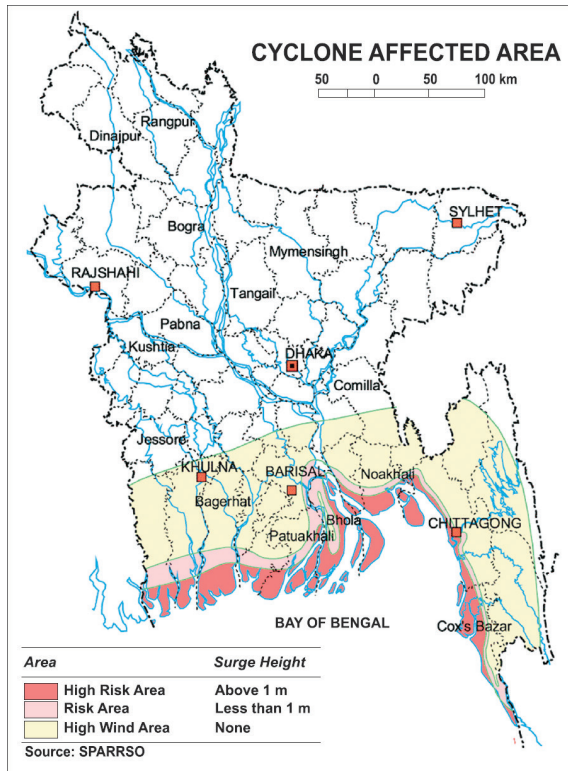 CYCLONE AFFECTED AREA
50 0 50 100 km
Rangpur
Dinajpur
SYLHET
Bogra
Mymensingh
RAJSHAHI
Tangail
Pabna
Kushtia
DHAKA
Comilla
Jessore
KHULNA
BARISAL
Noakhali
Bagerhat
Bhola
CHITTAGONG
Patuakhali
BAY OF BENGAL
Cox's Bazar
Area Surge Height
High Risk Area Above 1 m
Risk Area Less than 1 m
High Wind Area None
Source: SPARRSO